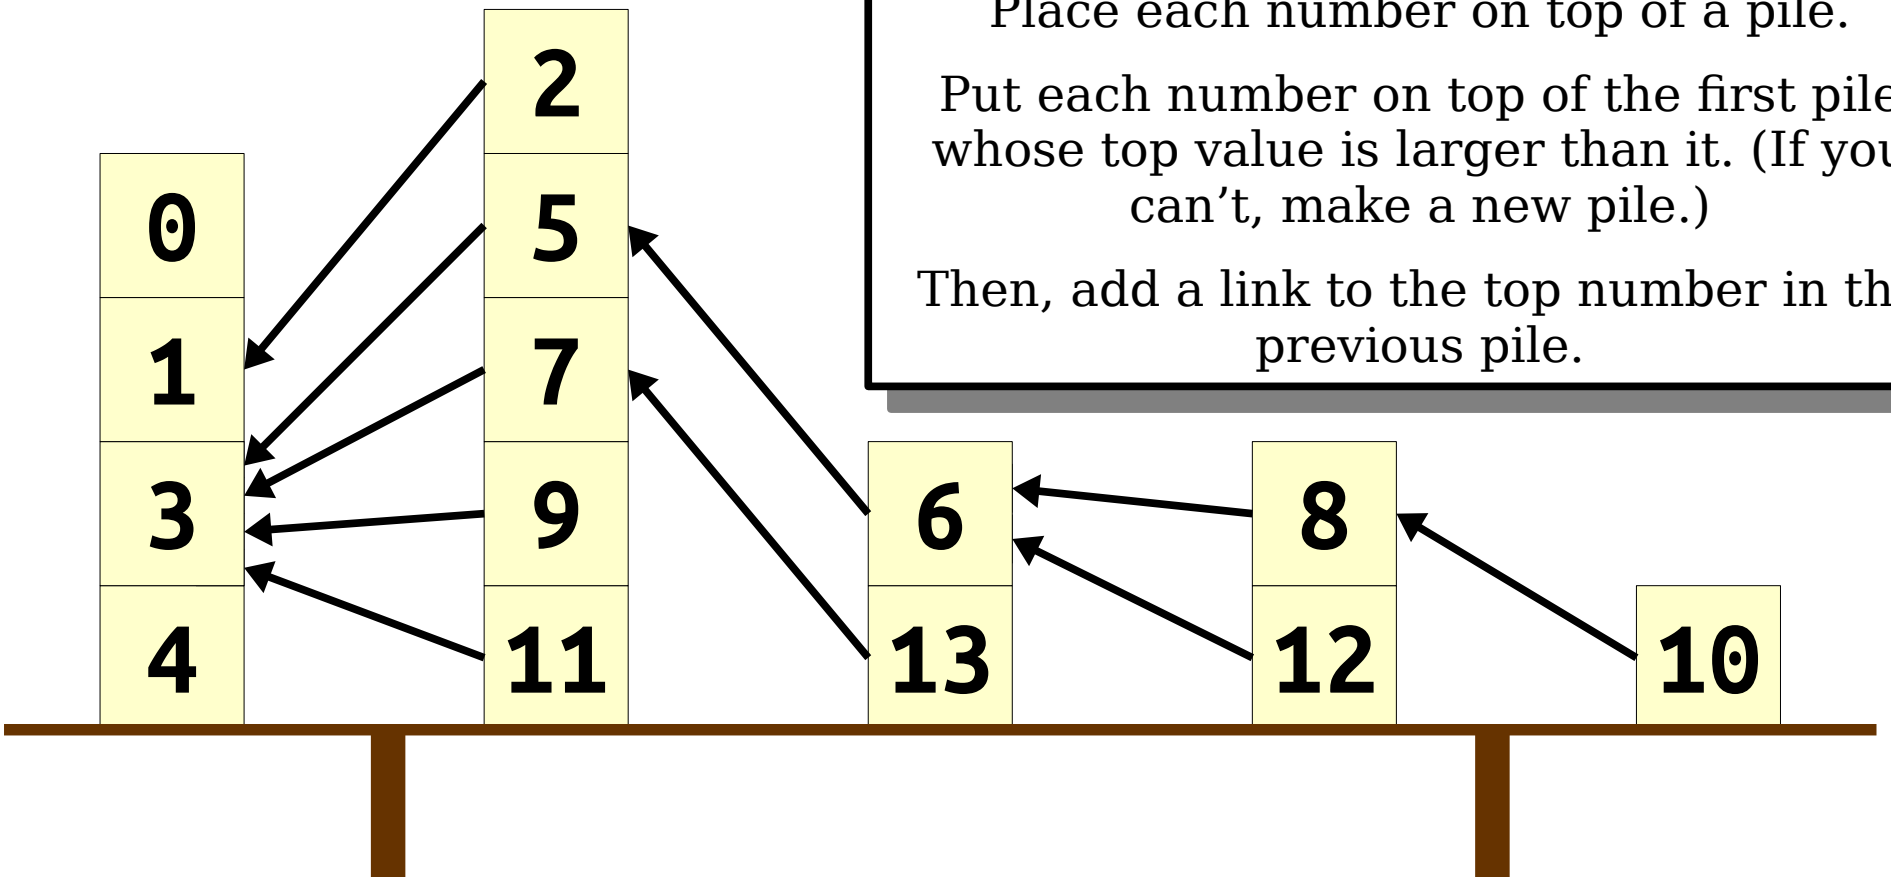 Place each number on top of a pile.
Put each number on top of the first pile
whose top value is larger than it. (If you
can’t, make a new pile.)
Then, add a link to the top number in th
previous pile.
2
0 5
1 7
3 9 6 8
4 11 13 12 10